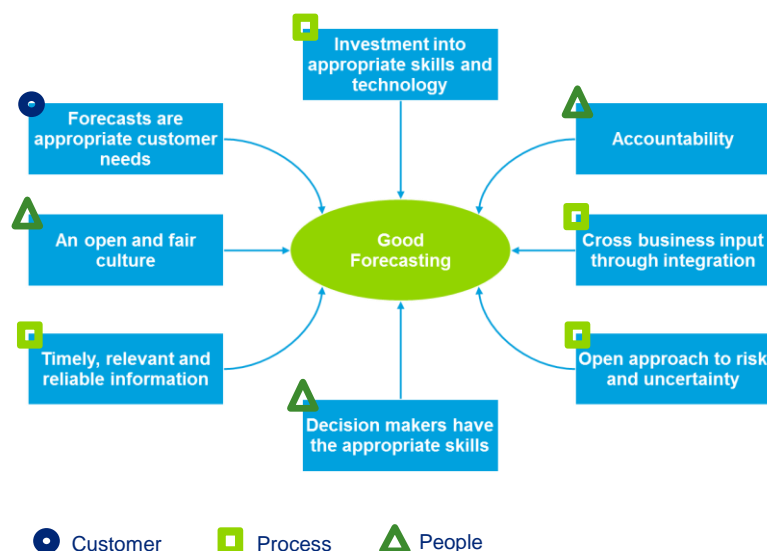 Investment into
appropriate skills and
technology
Forecasts are
appropriate customer
needs
Accountability
An open and fair
culture
Good
Forecasting
Cross business input
through integration
Timely, relevant and
reliable information
Open approach to risk
and uncertainty
Decision makers have
the appropriate skills
Customer
Process
People